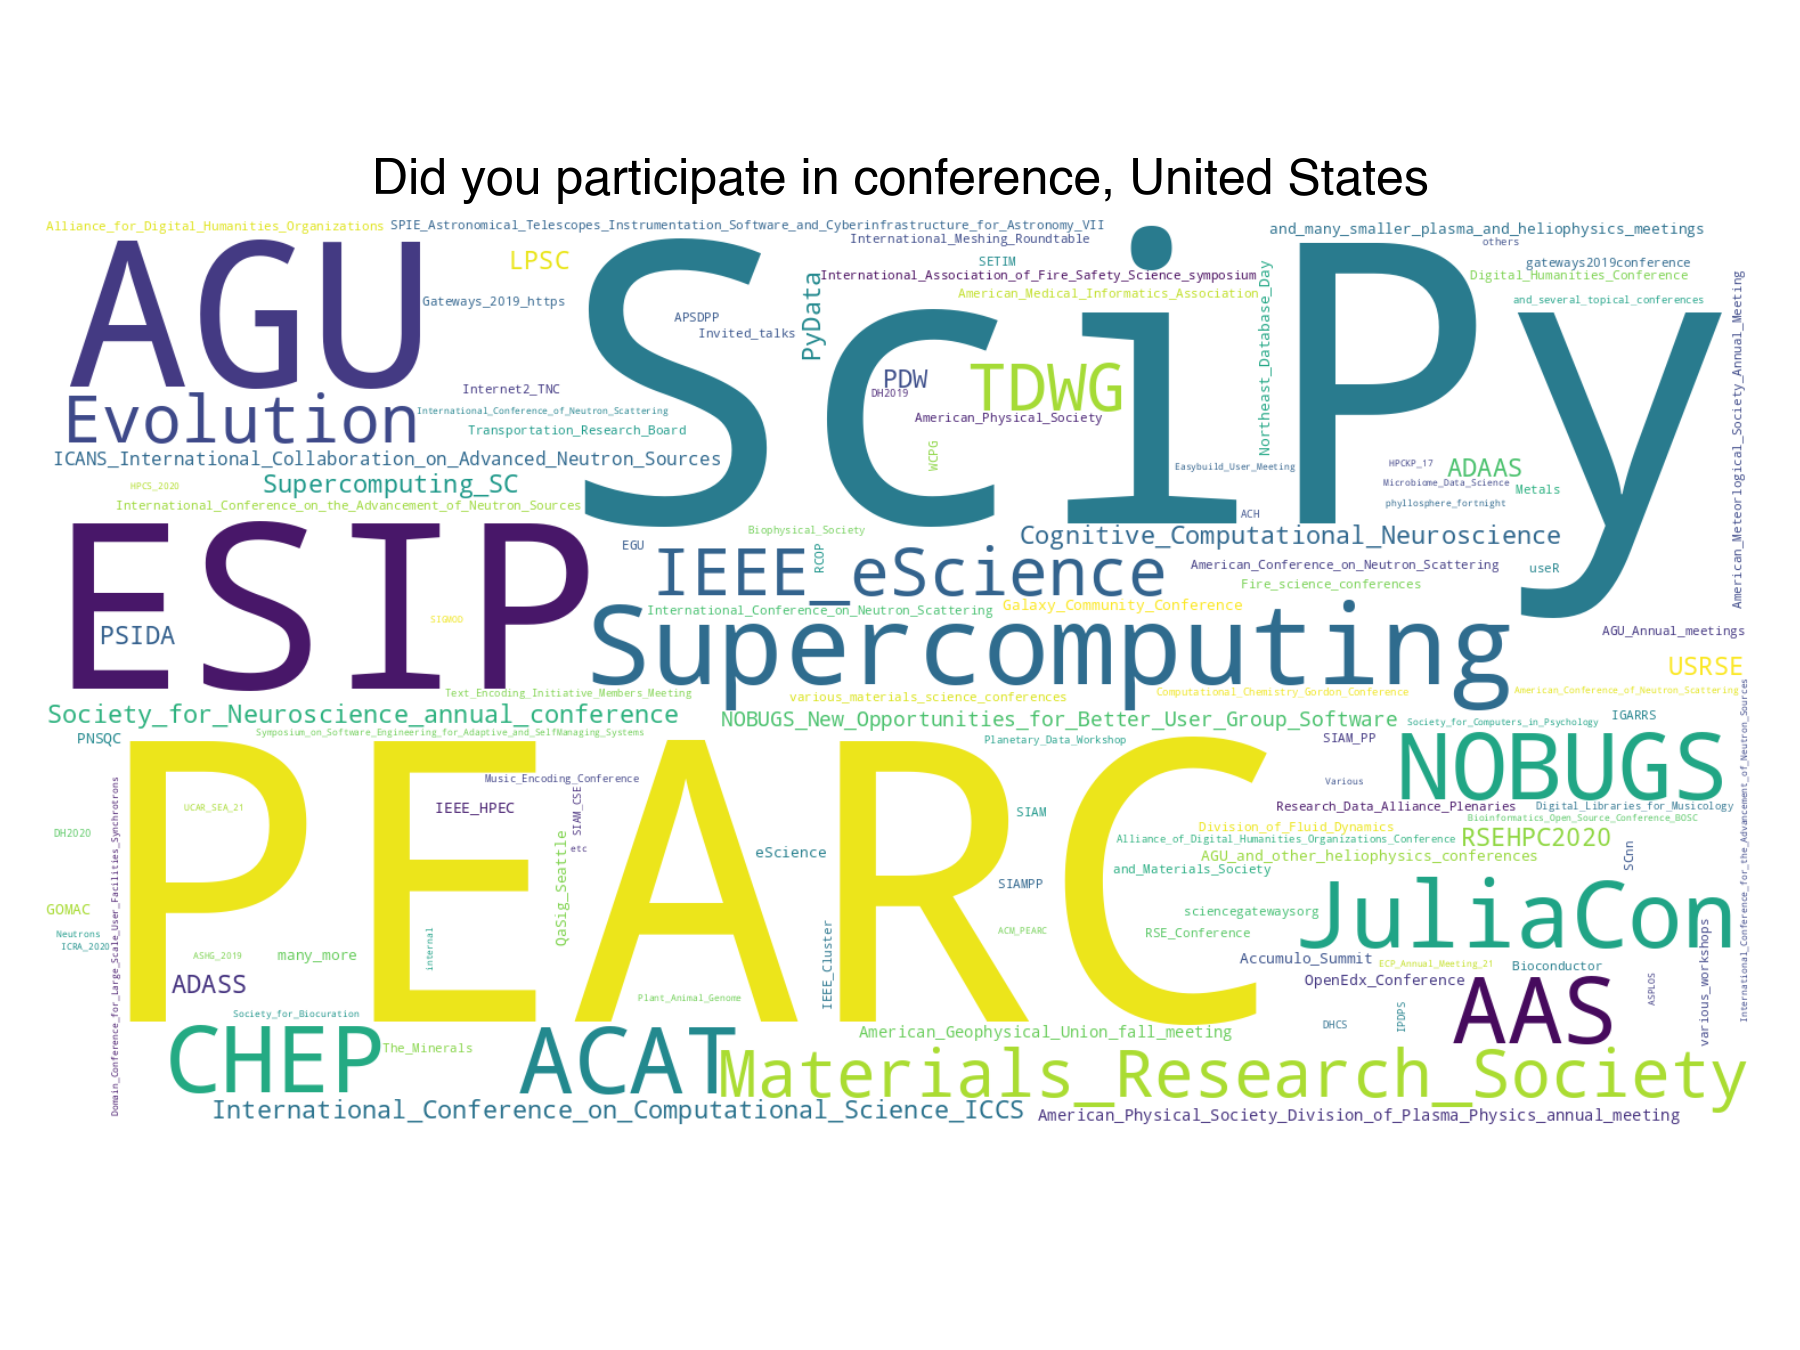 Did you participate in conference, United States
Alliance_for_Digital_Humanities_Organizations
SPIE_Astronomical_Telescopes_Instrumentation_Software_and_Cyberinfrastructure_for_Astronomy_VII
and_many_smaller_plasma_and_heliophysics_meetings
International_Meshing_Roundtable
others
AGU
LPSC
SciPy
SETIM
gateways2019conference
International_Association_of_Fire_Safety_Science_symposium
Digital_Humanities_Conference
American_Medical_Informatics_Association
Gateways_2019_https
and_several_topical_conferences
APSDPP
Invited_talks
PyData
Northeast_Database_Day
American_Meteorlogical_Society_Annual_Meeting
PDW
TDWG
DH2019
Internet2_TNC
Evolution
International_Conference_of_Neutron_Scattering
American_Physical_Society
Transportation_Research_Board
WCPG
ICANS_International_Collaboration_on_Advanced_Neutron_Sources
Easybuild_User_Meeting
HPCKP_17
ADAAS
HPCS_2020
Supercomputing_SC
Microbiome_Data_Science
Metals
International_Conference_on_the_Advancement_of_Neutron_Sources
phyllosphere_fortnight
ACH
ESIP
Biophysical_Society
Cognitive_Computational_Neuroscience
EGU
RCOP
IEEE_eScience
American_Conference_on_Neutron_Scattering
useR
Fire_science_conferences
International_Conference_on_Neutron_Scattering
Galaxy_Community_Conference
SIGMOD
PSIDA
Supercomputing
AGU_Annual_meetings
USRSE
Text_Encoding_Initiative_Members_Meeting
various_materials_science_conferences
Computational_Chemistry_Gordon_Conference
American_Conference_of_Neutron_Scattering
Society_for_Neuroscience_annual_conference
NOBUGS_New_Opportunities_for_Better_User_Group_Software
Society_for_Computers_in_Psychology
IGARRS
International_Conference_for_the_Advancement_of_Neutron_Sources
PNSQC
Symposium_on_Software_Engineering_for_Adaptive_and_SelfManaging_Systems
Planetary_Data_Workshop
SIAM_PP
NOBUGS
PEARC
Music_Encoding_Conference
Various
Domain_Conference_for_Large_Scale_User_Facilities_Synchrotrons
UCAR_SEA_21
IEEE_HPEC
SIAM_CSE
SIAM
Research_Data_Alliance_Plenaries
Digital_Libraries_for_Musicology
Bioinformatics_Open_Source_Conference_BOSC
DH2020
Division_of_Fluid_Dynamics
Alliance_of_Digital_Humanities_Organizations_Conference
RSEHPC2020
etc
eScience
AGU_and_other_heliophysics_conferences
SCnn
QaSig_Seattle
and_Materials_Society
SIAMPP
GOMAC
sciencegatewaysorg
JuliaCon
Neutrons
ICRA_2020
internal
ACM_PEARC
RSE_Conference
ASHG_2019
many_more
IEEE_Cluster
Accumulo_Summit
ECP_Annual_Meeting_21
Bioconductor
various_workshops
ADASS
OpenEdx_Conference
ASPLOS
Plant_Animal_Genome
AAS
Society_for_Biocuration
DHCS
IPDPS
CHEP
The_Minerals
ACAT
American_Geophysical_Union_fall_meeting
Materials_Research_Society
International_Conference_on_Computational_Science_ICCS
American_Physical_Society_Division_of_Plasma_Physics_annual_meeting